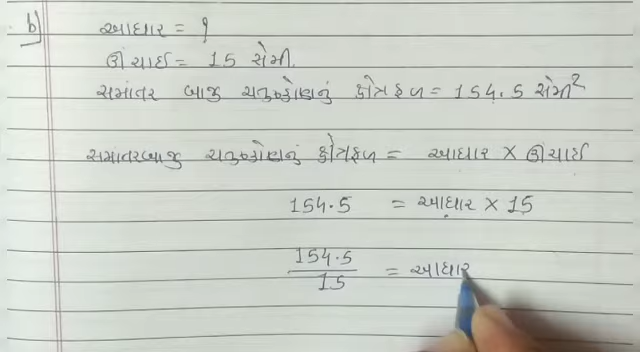 b) આધાર = ?
ઊંચાઈ = 15 સેમી.
સમાંતર બાજુ ચતુષ્કોણનું ક્ષેત્રફળ = 154.5 સેમી²
સમાંતરબાજુ ચતુષ્કોણનું ક્ષેત્રફળ = આધાર × ઊંચાઈ
154.5 = આધાર × 15
154.5
15
= આધાર